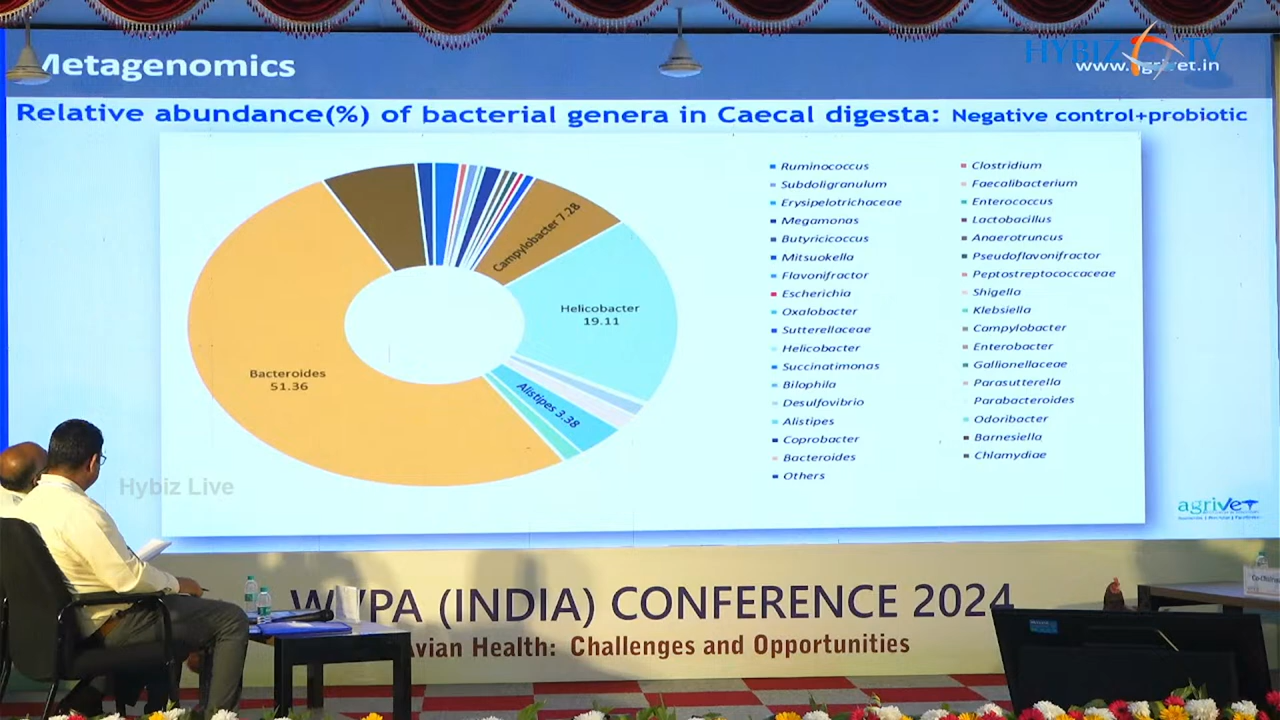 HYBIZ TV
Metagenomics
Relative abundance(%) of bacterial genera in Caecal digesta: Negative control+probiotic
Campylobacter 7.28
Helicobacter
19.11
Bacteroides
51.36
Alistipes 3.38
Ruminococcus
Clostridium
Subdoligranulum
Faecalibacterium
Erysipelotrichaceae
Enterococcus
Megamonas
Lactobacillus
Butyricicoccus
Anaerotruncus
Mitsuokella
Pseudoflavonifractor
Flavonifractor
Peptostreptococcaceae
Escherichia
Shigella
Oxalobacter
Klebsiella
Sutterellaceae
Campylobacter
Helicobacter
Enterobacter
Succinatimonas
Gallionellaceae
Bilophila
Parasutterella
Desulfovibrio
Parabacteroides
Alistipes
Odoribacter
Coprobacter
Barnesiella
Bacteroides
Chlamydiae
Others
Hybiz Live
agrivet
(INDIA) CONFERENCE 2024
Avian Health: Challenges and Opportunities